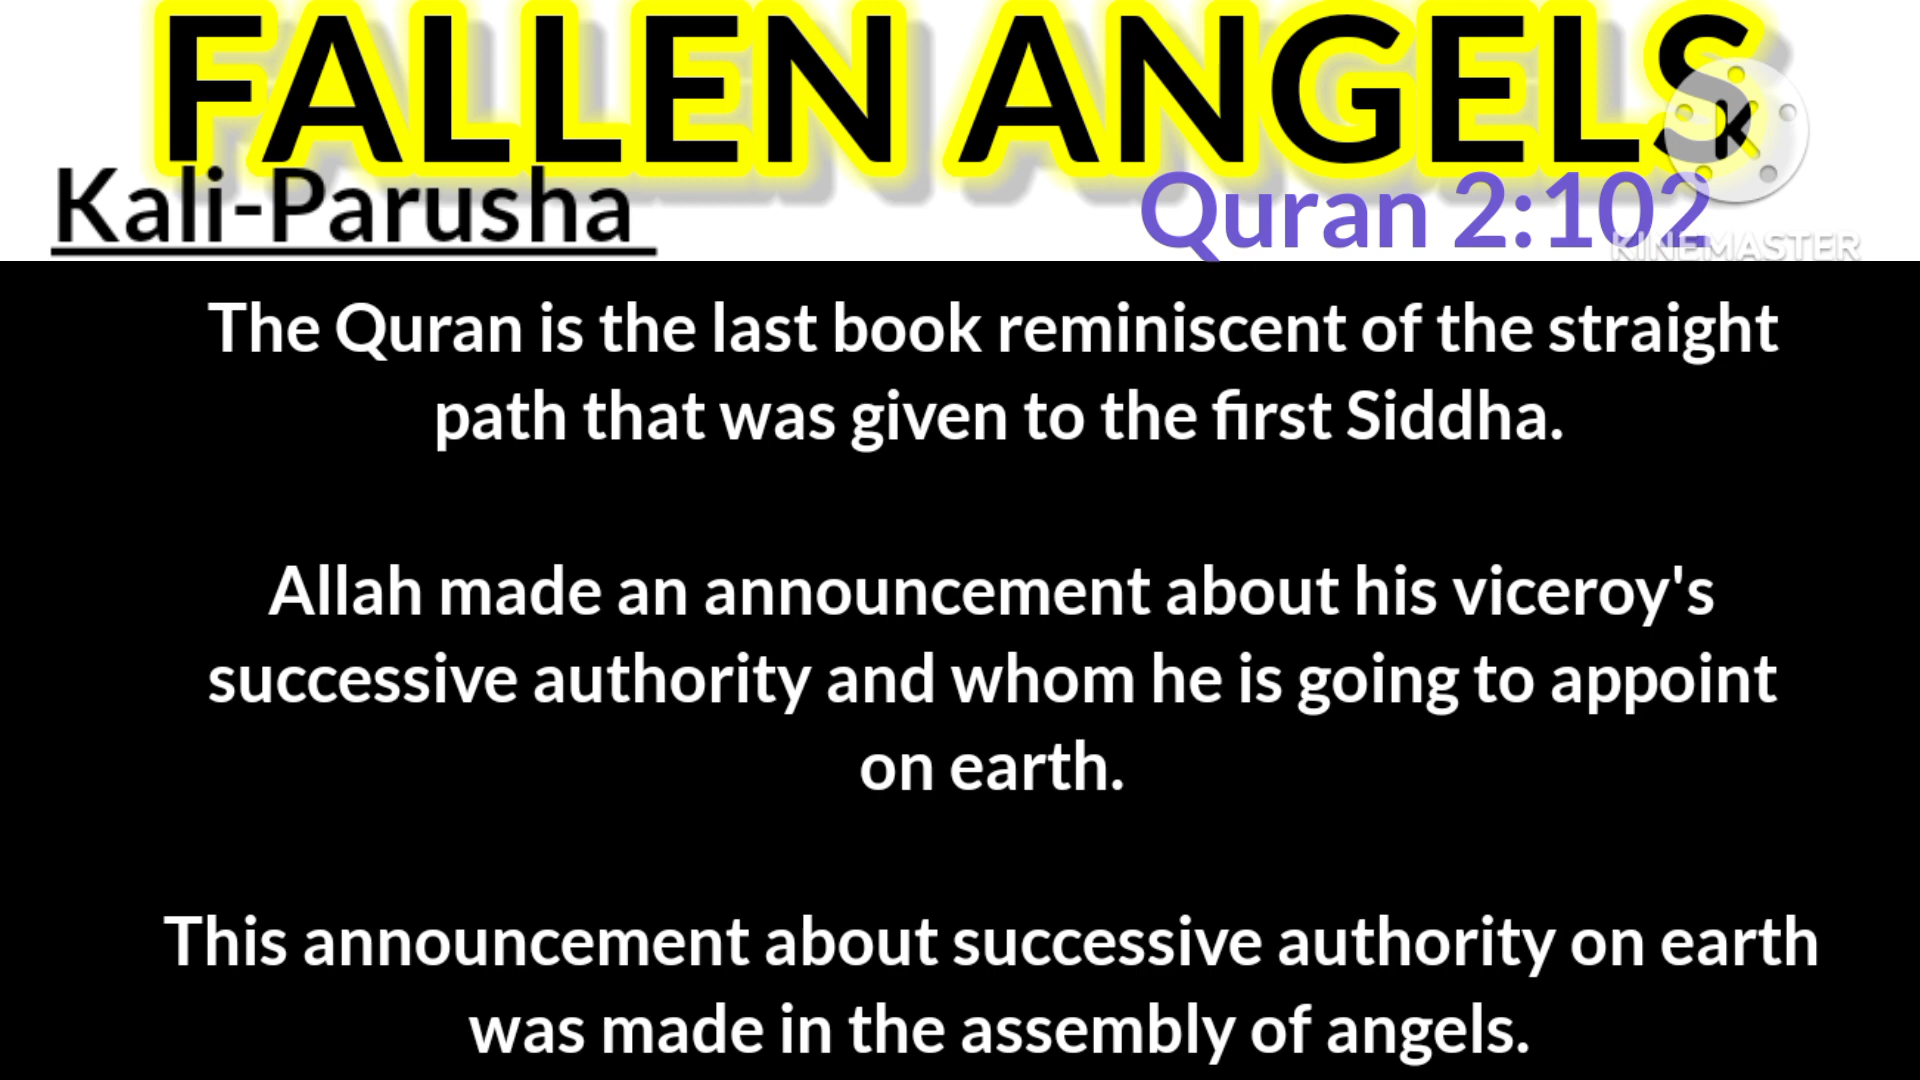 FALLEN ANGELS
Kali-Parusha
Quran 2:102
KINEMASTER
The Quran is the last book reminiscent of the straight
path that was given to the first Siddha.
Allah made an announcement about his viceroy's
successive authority and whom he is going to appoint
on earth.
This announcement about successive authority on earth
was made in the assembly of angels.